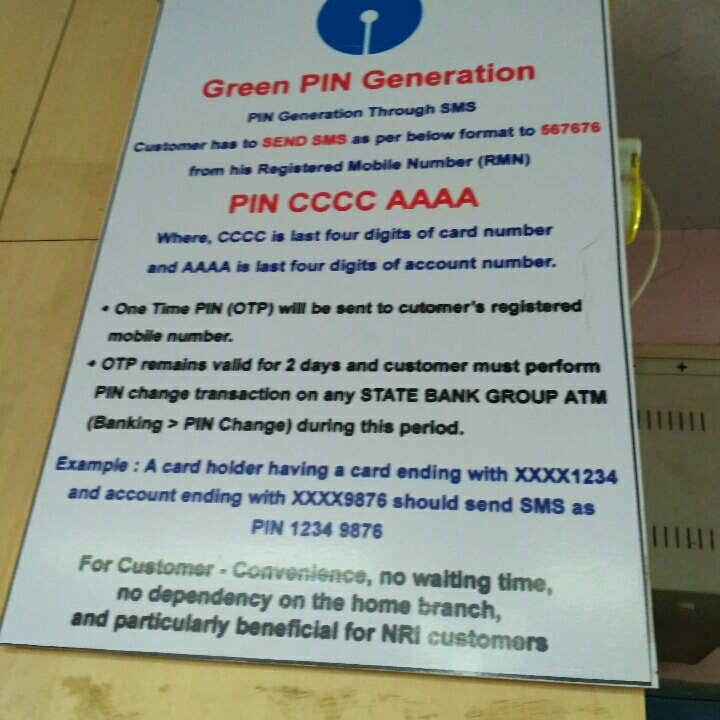 Green PIN Generation
PIN Generation Through SMS
Customer has to SEND SMS as per below format to 567676
from his Registered Mobile Number (RMN)
PIN CCCC AAAA
Where, CCCC is last four digits of card number
and AAAA is last four digits of account number.
• One Time PIN (OTP) will be sent to cutomer's registered
mobile number.
• OTP remains valid for 2 days and customer must perform
PIN change transaction on any STATE BANK GROUP ATM
(Banking > PIN Change) during this period.
Example : A card holder having a card ending with XXXX1234
and account ending with XXXX9876 should send SMS as
PIN 1234 9876
For Customer - Convenience, no waiting time,
no dependency on the home branch,
and particularly beneficial for NRI customers